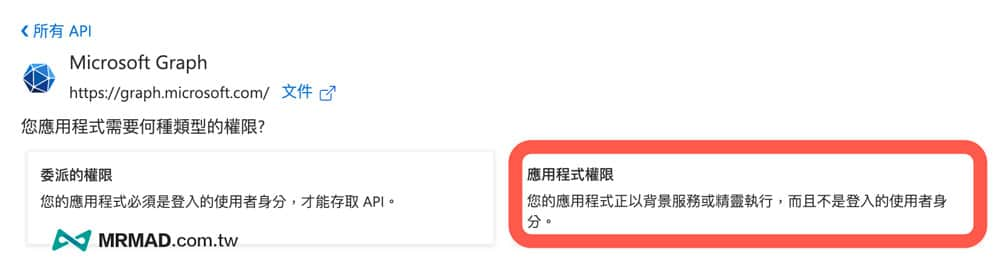 所有 API
Microsoft Graph
https://graph.microsoft.com/ 文件
您應用程式需要何種類型的權限?
委派的權限
您的應用程式必須是登入的使用者身分，才能存取 API。
應用程式權限
您的應用程式正以背景服務或精靈執行，而且不是登入的使用者身
分。
MRMAD.com.tw